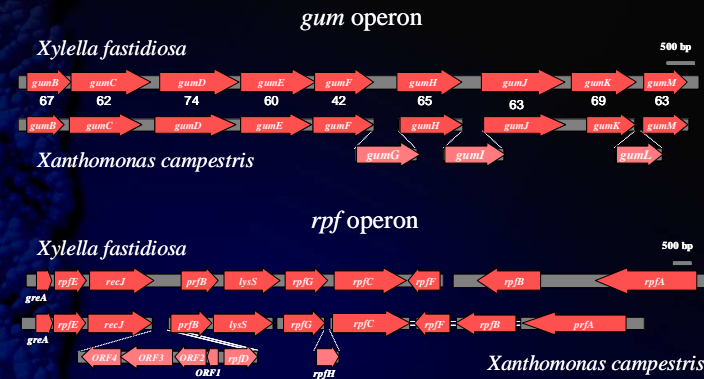 gum operon
Xylella fastidiosa
500 bp
gumB gumC gumD gumE gumF gumH gumJ gumK gumM
67 62 74 60 42 65 63 69 63
gumB gumC gumD gumE gumF gumH gumJ gumK gumM
gumG gumI gumL
Xanthomonas campestris
rpf operon
Xylella fastidiosa
500 bp
rpfE recJ prfB lysS rpfG rpfC rpfF rpfB rpfA
greA
rpfE recJ prfB lysS rpfG rpfC rpfF rpfB prfA
greA
ORF4 ORF3 ORF2 rpfD
ORF1 rpfH
Xanthomonas campestris